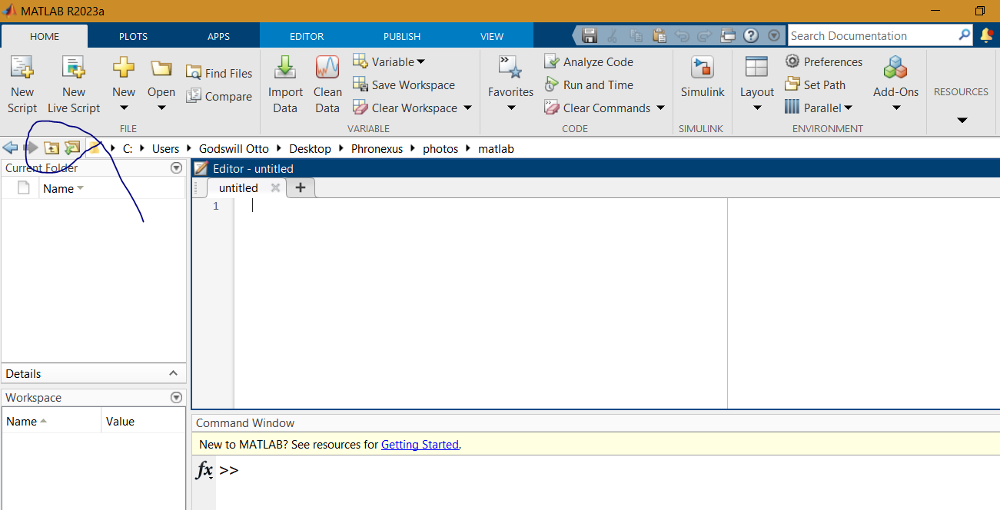 MATLAB R2023a
HOME PLOTS APPS EDITOR PUBLISH VIEW Search Documentation
New Script
New Live Script
New
Open
Find Files
Compare
FILE
Import Data
Clean Data
Variable
Save Workspace
Clear Workspace
VARIABLE
Favorites
Analyze Code
Run and Time
Clear Commands
CODE
Simulink
SIMULINK
Layout
Preferences
Set Path
Parallel
Add-Ons
ENVIRONMENT
RESOURCES
C: Users Godswill Otto Desktop Phronexus photos matlab
Current Folder
Name
Editor - untitled
untitled
1
Details
Workspace
Name Value
Command Window
New to MATLAB? See resources for Getting Started.
fx >>